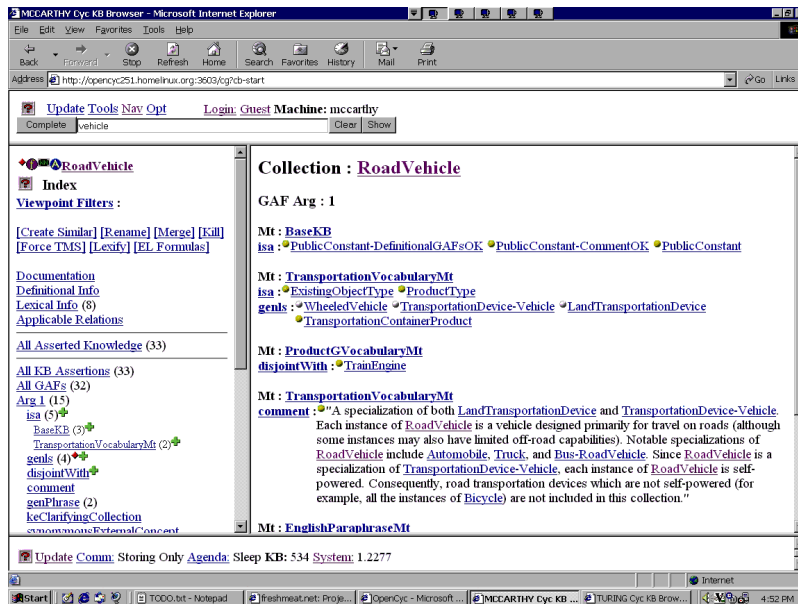 MCCARTHY Cyc KB Browser - Microsoft Internet Explorer
File Edit View Favorites Tools Help
Back Forward Stop Refresh Home Search Favorites History Mail Print
Address http://opencyc251.homelinux.org:3603/cg?cb-start Go Links
Update Tools Nav Opt Login: Guest Machine: mccarthy
Complete vehicle Clear Show
RoadVehicle
Index
Viewpoint Filters :
[Create Similar] [Rename] [Merge] [Kill]
[Force TMS] [Lexify] [EL Formulas]
Documentation
Definitional Info
Lexical Info (8)
Applicable Relations
All Asserted Knowledge (33)
All KB Assertions (33)
All GAFs (32)
Arg 1 (15)
isa (5)
BaseKB (3)
TransportationVocabularyMt (2)
genls (4)
disjointWith
comment
genPhrase (2)
keClarifyingCollection
synonymousExternalConcept
Collection : RoadVehicle
GAF Arg : 1
Mt : BaseKB
isa : PublicConstant-DefinitionalGAFsOK PublicConstant-CommentOK PublicConstant
Mt : TransportationVocabularyMt
isa : ExistingObjectType ProductType
genls : WheeledVehicle TransportationDevice-Vehicle LandTransportationDevice
TransportationContainerProduct
Mt : ProductGVocabularyMt
disjointWith : TrainEngine
Mt : TransportationVocabularyMt
comment : "A specialization of both LandTransportationDevice and TransportationDevice-Vehicle.
Each instance of RoadVehicle is a vehicle designed primarily for travel on roads (although
some instances may also have limited off-road capabilities). Notable specializations of
RoadVehicle include Automobile, Truck, and Bus-RoadVehicle. Since RoadVehicle is a
specialization of TransportationDevice-Vehicle, each instance of RoadVehicle is self-
powered. Consequently, road transportation devices which are not self-powered (for
example, all the instances of Bicycle) are not included in this collection."
Mt : EnglishParaphraseMt
Update Comm: Storing Only Agenda: Sleep KB: 534 System: 1.2277
Internet
Start TODO.txt - Notepad freshmeat.net: Proje... OpenCyc - Microsoft ... MCCARTHY Cyc KB ... TURING Cyc KB Brow... 4:52 PM